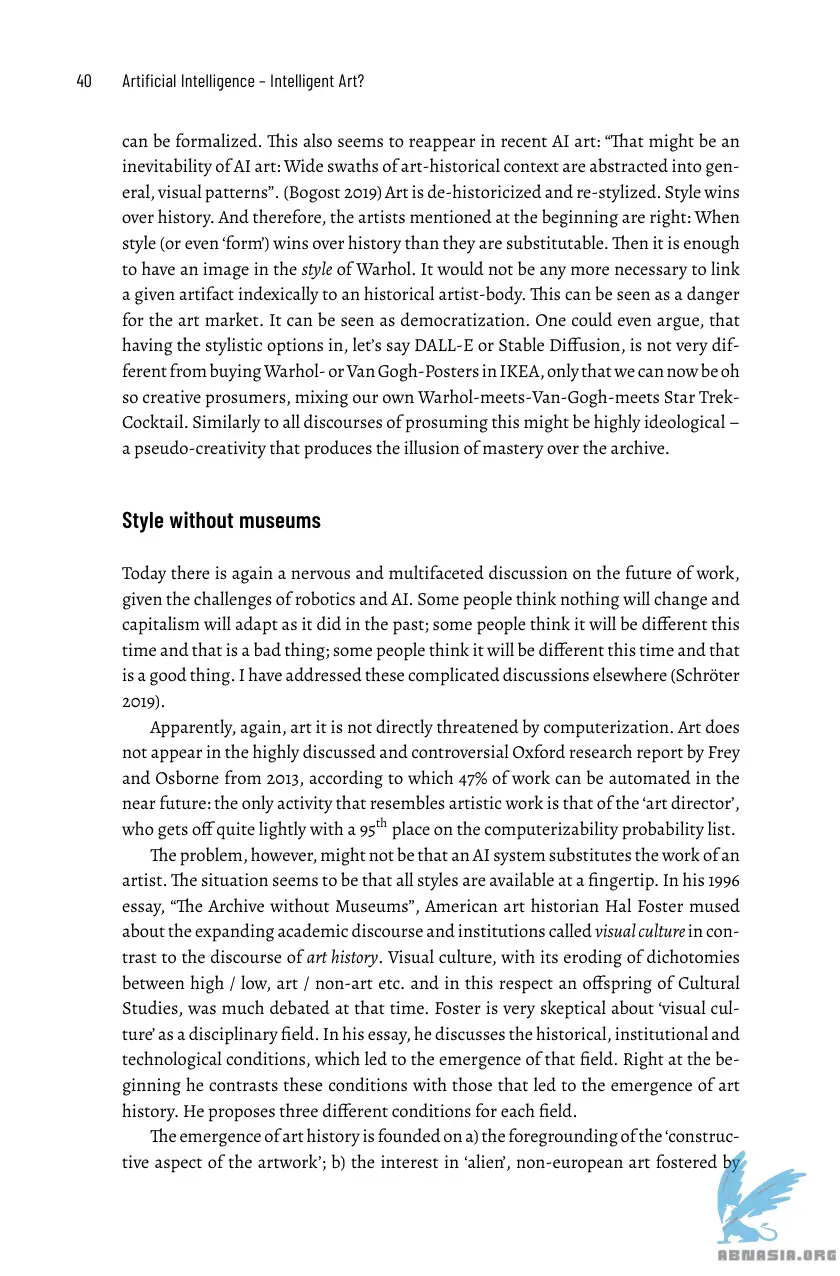 40 Artificial Intelligence – Intelligent Art?
can be formalized. This also seems to reappear in recent AI art: “That might be an
inevitability of AI art: Wide swaths of art-historical context are abstracted into gen-
eral, visual patterns”. (Bogost 2019) Art is de-historicized and re-stylized. Style wins
over history. And therefore, the artists mentioned at the beginning are right: When
style (or even ‘form’) wins over history than they are substitutable. Then it is enough
to have an image in the style of Warhol. It would not be any more necessary to link
a given artifact indexically to an historical artist-body. This can be seen as a danger
for the art market. It can be seen as democratization. One could even argue, that
having the stylistic options in, let’s say DALL-E or Stable Diffusion, is not very dif-
ferent from buying Warhol- or Van Gogh-Posters in IKEA, only that we can now be oh
so creative prosumers, mixing our own Warhol-meets-Van-Gogh-meets Star Trek-
Cocktail. Similarly to all discourses of prosuming this might be highly ideological –
a pseudo-creativity that produces the illusion of mastery over the archive.
Style without museums
Today there is again a nervous and multifaceted discussion on the future of work,
given the challenges of robotics and AI. Some people think nothing will change and
capitalism will adapt as it did in the past; some people think it will be different this
time and that is a bad thing; some people think it will be different this time and that
is a good thing. I have addressed these complicated discussions elsewhere (Schröter
2019).
Apparently, again, art it is not directly threatened by computerization. Art does
not appear in the highly discussed and controversial Oxford research report by Frey
and Osborne from 2013, according to which 47% of work can be automated in the
near future: the only activity that resembles artistic work is that of the ‘art director’,
who gets off quite lightly with a 95th place on the computerizability probability list.
The problem, however, might not be that an AI system substitutes the work of an
artist. The situation seems to be that all styles are available at a fingertip. In his 1996
essay, “The Archive without Museums”, American art historian Hal Foster mused
about the expanding academic discourse and institutions called visual culture in con-
trast to the discourse of art history. Visual culture, with its eroding of dichotomies
between high / low, art / non-art etc. and in this respect an offspring of Cultural
Studies, was much debated at that time. Foster is very skeptical about ‘visual cul-
ture’ as a disciplinary field. In his essay, he discusses the historical, institutional and
technological conditions, which led to the emergence of that field. Right at the be-
ginning he contrasts these conditions with those that led to the emergence of art
history. He proposes three different conditions for each field.
The emergence of art history is founded on a) the foregrounding of the ‘construc-
tive aspect of the artwork’; b) the interest in ‘alien’, non-european art fostered by
ABNASIA.ORG